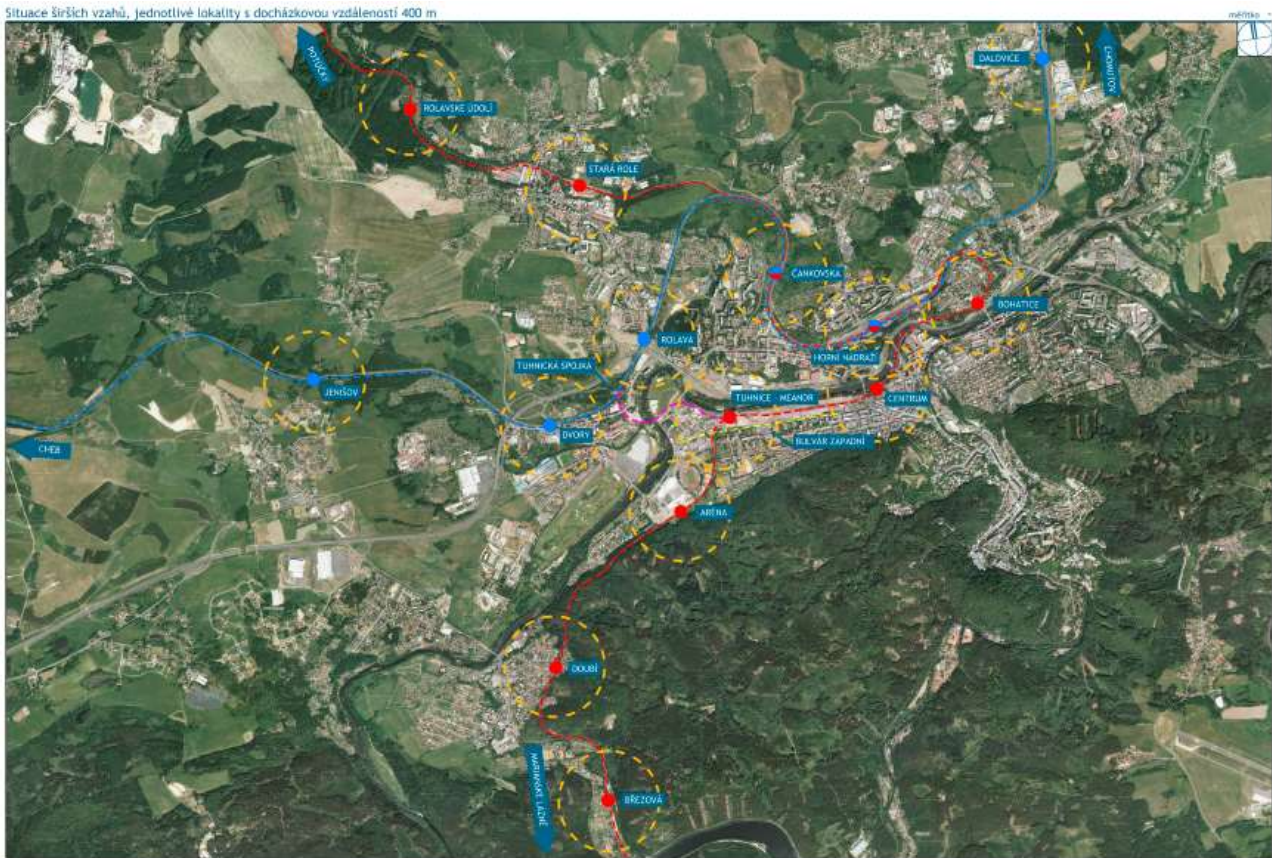 Situace širších vzahů, jednotlivé lokality s docházkovou vzdáleností 400 m
měřítko
POTŮČKY
DALOVICE
CHOMUTOV
ROLAVSKÉ ÚDOLÍ
STARÁ ROLE
ČANKOVSKÁ
BOHATICE
ROLAVA
HORNÍ NÁDRAŽÍ
TUHNICKÁ SPOJKA
JENIŠOV
TUHNICE - MEANDR
CENTRUM
DVORY
BULVÁR ZÁPADNÍ
CHEB
ARÉNA
DOUBÍ
MARIÁNSKÉ LÁZNĚ
BŘEZOVÁ